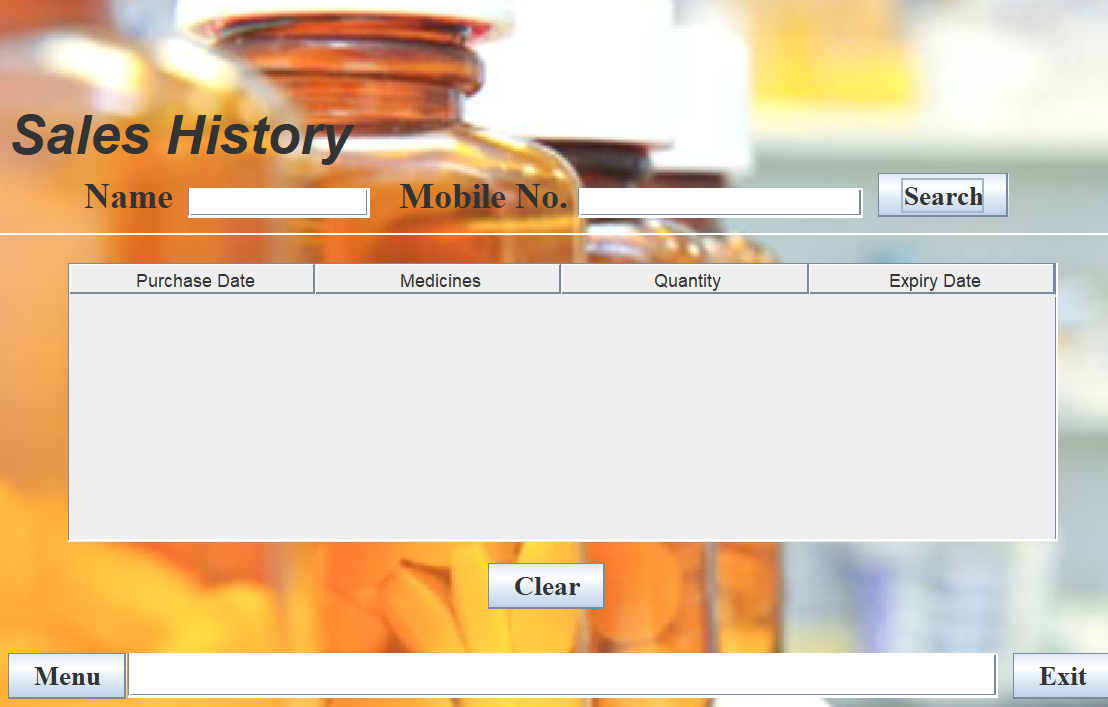 Sales History
Name Mobile No. Search
Purchase Date Medicines Quantity Expiry Date
Clear
Menu Exit